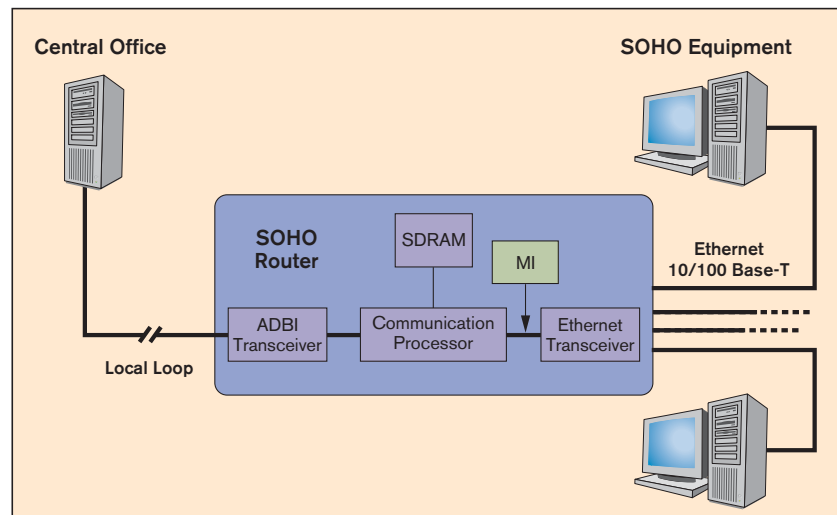 Central Office
SOHO Equipment
SOHO
Router
SDRAM
MI
Ethernet
10/100 Base-T
ADBI
Transceiver
Communication
Processor
Ethernet
Transceiver
Local Loop